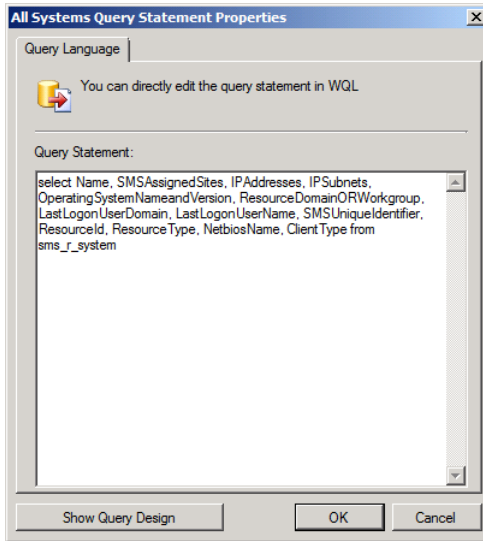 All Systems Query Statement Properties
Query Language
You can directly edit the query statement in WQL
Query Statement:
select Name, SMSAssignedSites, IPAddresses, IPSubnets,
OperatingSystemNameandVersion, ResourceDomainORWorkgroup,
LastLogonUserDomain, LastLogonUserName, SMSUniqueIdentifier,
ResourceId, ResourceType, NetbiosName, ClientType from
sms_r_system
Show Query Design
OK
Cancel